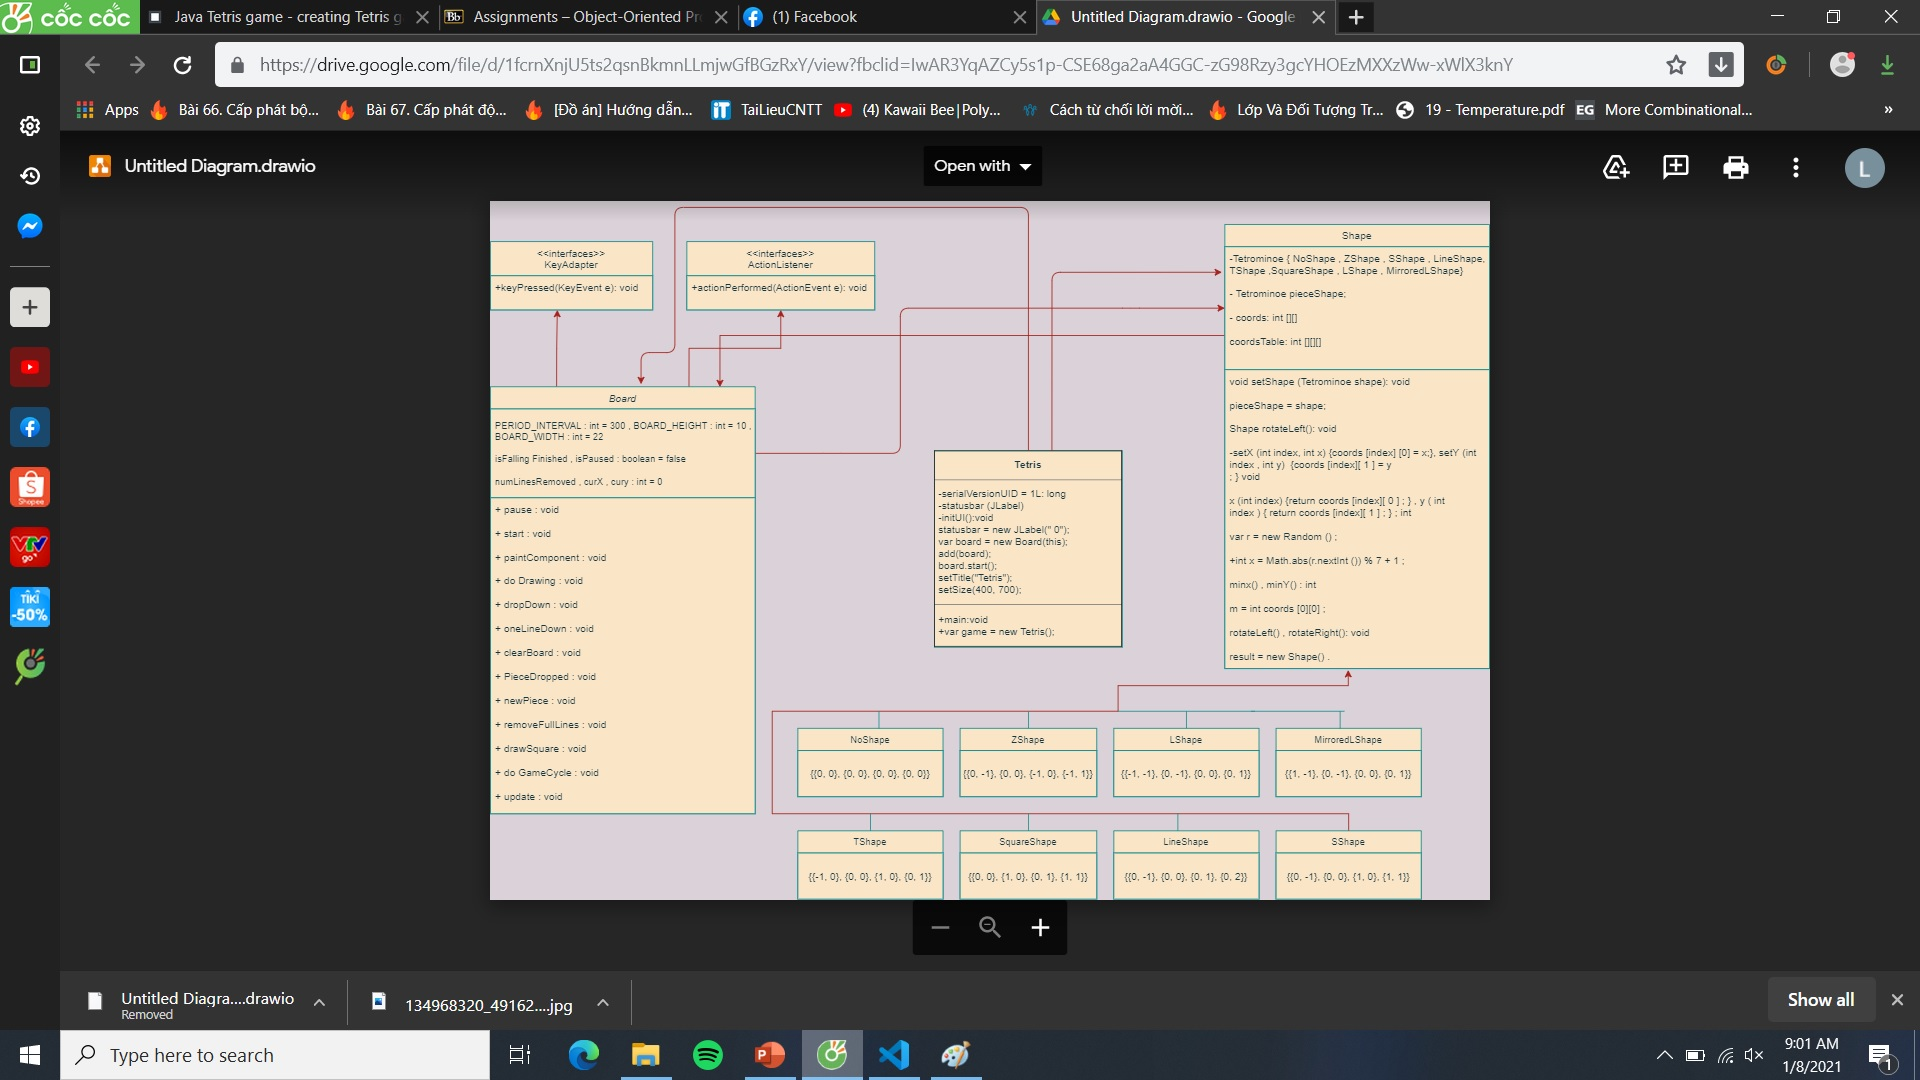 cốc cốc
Java Tetris game - creating Tetris g
Bb Assignments – Object-Oriented Pr
(1) Facebook
Untitled Diagram.drawio - Google
https://drive.google.com/file/d/1fcrnXnjU5ts2qsnBkmnLLmjwGfBGzRxY/view?fbclid=IwAR3YqAZCy5s1p-CSE68ga2aA4GGC-zG98Rzy3gcYHOEzMXXzWw-xWlX3knY
Apps
Bài 66. Cấp phát bộ...
Bài 67. Cấp phát độ...
[Đồ án] Hướng dẫn...
iT TaiLieuCNTT
(4) Kawaii Bee|Poly...
Cách từ chối lời mời...
Lớp Và Đối Tượng Tr...
19 - Temperature.pdf
EG More Combinational...
»
Untitled Diagram.drawio
Open with
L
Shopee
VTV
go
TIKI
-50%
<<interfaces>>
KeyAdapter
+keyPressed(KeyEvent e): void
<<interfaces>>
ActionListener
+actionPerformed(ActionEvent e): void
Shape
-Tetrominoe { NoShape , ZShape , SShape , LineShape,
TShape ,SquareShape , LShape , MirroredLShape}
- Tetrominoe pieceShape;
- coords: int [][]
coordsTable: int [][][]
void setShape (Tetrominoe shape): void
pieceShape = shape;
Shape rotateLeft(): void
-setX (int index, int x) {coords [index] [0] = x;}, setY (int
index , int y) {coords [index][ 1 ] = y
; } void
x (int index) {return coords [index][ 0 ] ; } , y ( int
index ) { return coords [index][ 1 ] ; } ; int
var r = new Random () ;
+int x = Math.abs(r.nextInt ()) % 7 + 1 ;
minx() , minY() : int
m = int coords [0][0] ;
rotateLeft() , rotateRight(): void
result = new Shape() .
Board
PERIOD_INTERVAL : int = 300 , BOARD_HEIGHT : int = 10 ,
BOARD_WIDTH : int = 22
isFalling Finished , isPaused : boolean = false
numLinesRemoved , curX , cury : int = 0
+ pause : void
+ start : void
+ paintComponent : void
+ do Drawing : void
+ dropDown : void
+ oneLineDown : void
+ clearBoard : void
+ PieceDropped : void
+ newPiece : void
+ removeFullLines : void
+ drawSquare : void
+ do GameCycle : void
+ update : void
Tetris
-serialVersionUID = 1L: long
-statusbar (JLabel)
-initUI():void
statusbar = new JLabel(" 0");
var board = new Board(this);
add(board);
board.start();
setTitle("Tetris");
setSize(400, 700);
+main:void
+var game = new Tetris();
NoShape
{{0, 0}, {0, 0}, {0, 0}, {0, 0}}
ZShape
{{0, -1}, {0, 0}, {-1, 0}, {-1, 1}}
LShape
{{-1, -1}, {0, -1}, {0, 0}, {0, 1}}
MirroredLShape
{{1, -1}, {0, -1}, {0, 0}, {0, 1}}
TShape
{{-1, 0}, {0, 0}, {1, 0}, {0, 1}}
SquareShape
{{0, 0}, {1, 0}, {0, 1}, {1, 1}}
LineShape
{{0, -1}, {0, 0}, {0, 1}, {0, 2}}
SShape
{{0, -1}, {0, 0}, {1, 0}, {1, 1}}
Untitled Diagra....drawio
Removed
134968320_49162....jpg
Show all
Type here to search
9:01 AM
1/8/2021
1